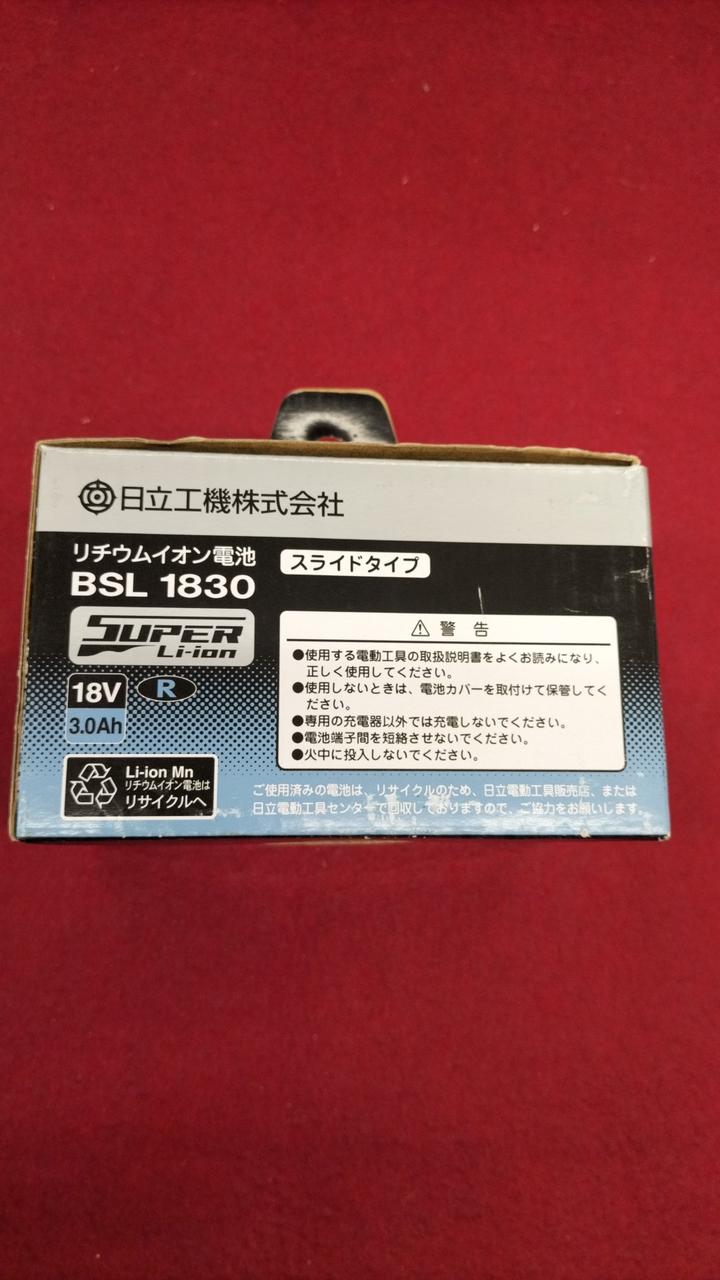 日立工機株式会社
リチウムイオン電池
BSL 1830
スライドタイプ
SUPER
Li-ion
18V
R
3.0Ah
警告
●使用する電動工具の取扱説明書をよくお読みになり、
正しく使用してください。
●使用しないときは、電池カバーを取付けて保管してく
ださい。
●専用の充電器以外では充電しないでください。
●電池端子間を短絡させないでください。
●火中に投入しないでください。
Li-ion Mn
リチウムイオン電池は
リサイクルへ
ご使用済みの電池は、リサイクルのため、日立電動工具販売店、または
日立電動工具センターで回収しておりますので、ご協力をお願いします。